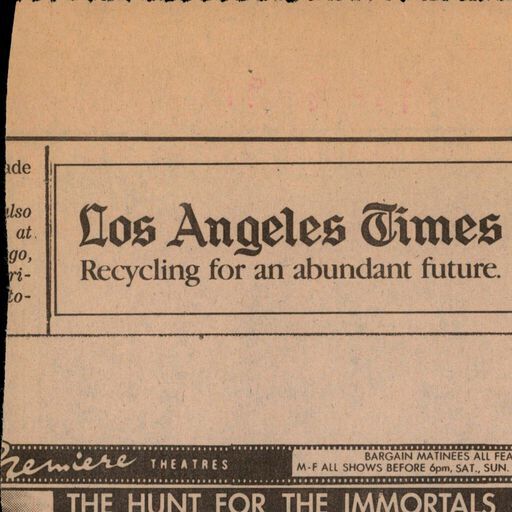 ade
also
at
go,
ri-
to-
Los Angeles Times
Recycling for an abundant future.
Premiere THEATRES
BARGAIN MATINEES ALL FEA
M-F ALL SHOWS BEFORE 6pm, SAT., SUN.
THE HUNT FOR THE IMMORTALS